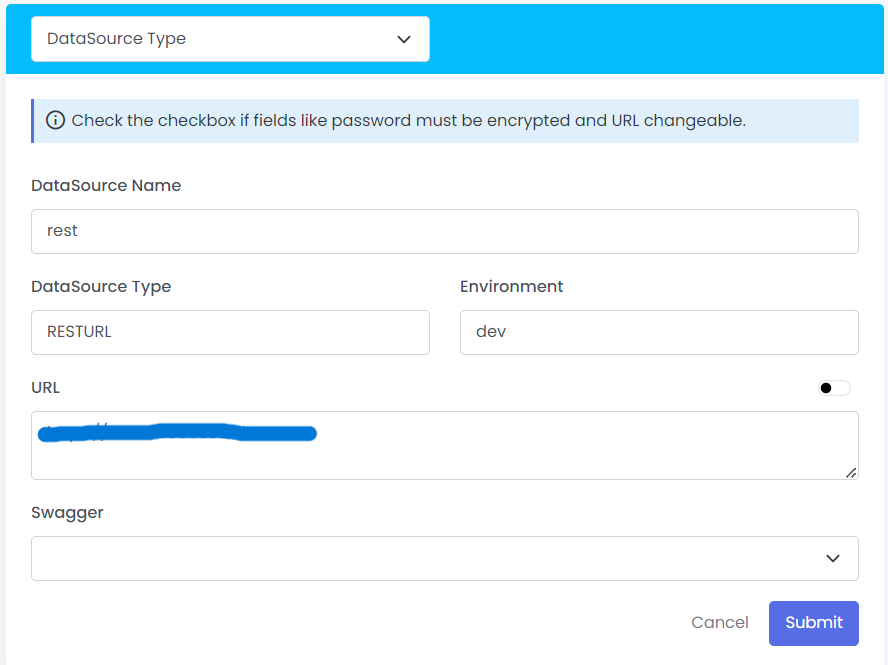 DataSource Type
Check the checkbox if fields like password must be encrypted and URL changeable.
DataSource Name
rest
DataSource Type
Environment
RESTURL
dev
URL
Swagger
Cancel
Submit